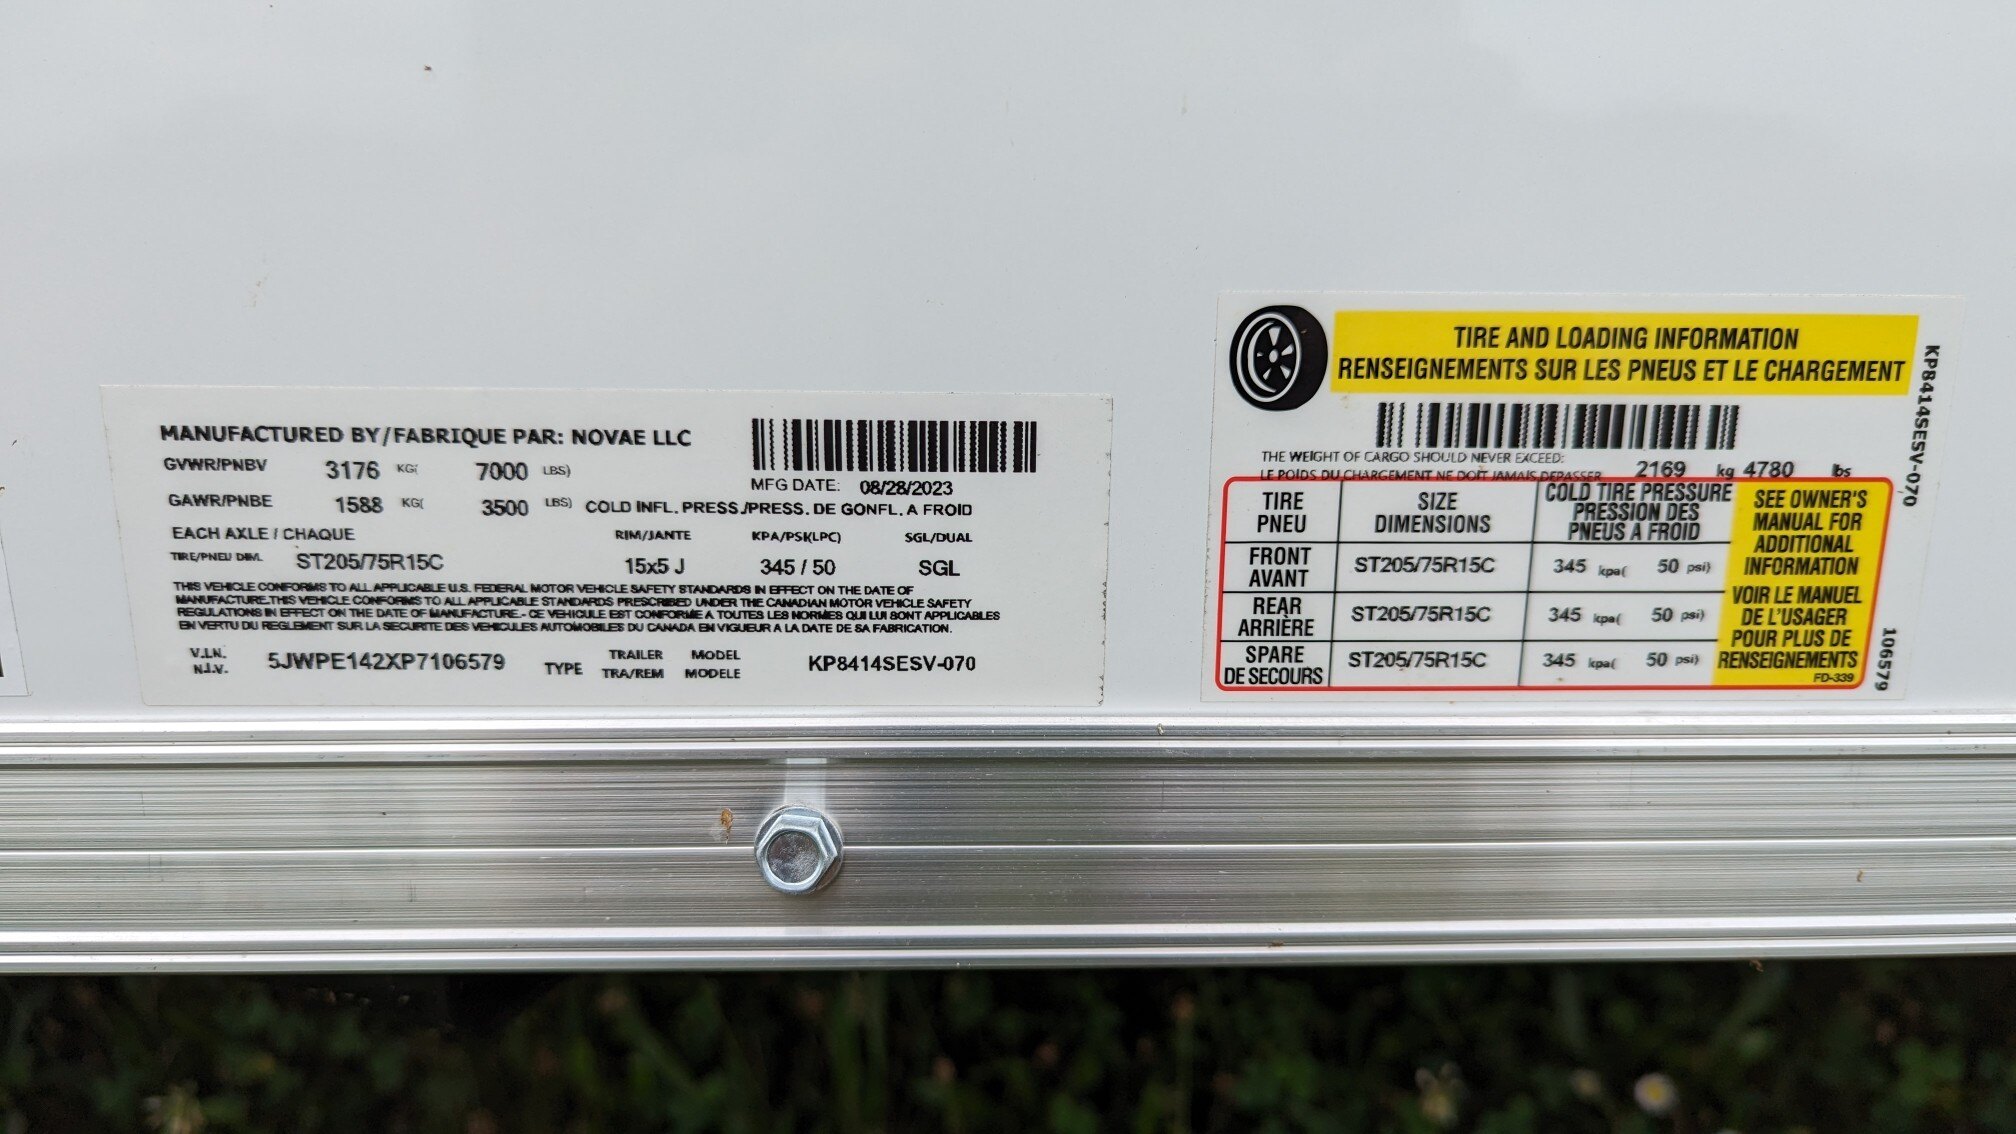 MANUFACTURED BY/FABRIQUE PAR: NOVAE LLC
GVWR/PNBV 3176 KG( 7000 LBS)
MFG DATE: 08/28/2023
GAWR/PNBE 1588 KG( 3500 LBS) COLD INFL. PRESS./PRESS. DE GONFL. A FROID
EACH AXLE / CHAQUE RIM/JANTE KPA/PSI(LPC) SGL/DUAL
TIRE/PNEU DIM. ST205/75R15C 15x5 J 345 / 50 SGL
THIS VEHICLE CONFORMS TO ALL APPLICABLE U.S. FEDERAL MOTOR VEHICLE SAFETY STANDARDS IN EFFECT ON THE DATE OF
MANUFACTURE.THIS VEHICLE CONFORMS TO ALL APPLICABLE STANDARDS PRESCRIBED UNDER THE CANADIAN MOTOR VEHICLE SAFETY
REGULATIONS IN EFFECT ON THE DATE OF MANUFACTURE.- CE VEHICULE EST CONFORME A TOUTES LES NORMES QUI LUI SONT APPLICABLES
EN VERTU DU REGLEMENT SUR LA SECURITE DES VEHICULES AUTOMOBILES DU CANADA EN VIGUEUR A LA DATE DE SA FABRICATION.
V.I.N. 5JWPE142XP7106579 TYPE TRAILER MODEL KP8414SESV-070
N.I.V. TRA/REM MODELE
TIRE AND LOADING INFORMATION
RENSEIGNEMENTS SUR LES PNEUS ET LE CHARGEMENT
THE WEIGHT OF CARGO SHOULD NEVER EXCEED:
LE POIDS DU CHARGEMENT NE DOIT JAMAIS DEPASSER 2169 kg 4780 lbs
TIRE SIZE COLD TIRE PRESSURE
PNEU DIMENSIONS PRESSION DES
PNEUS A FROID
FRONT ST205/75R15C 345 kpa( 50 psi)
AVANT
REAR ST205/75R15C 345 kpa( 50 psi)
ARRIÈRE
SPARE ST205/75R15C 345 kpa( 50 psi)
DE SECOURS
SEE OWNER'S
MANUAL FOR
ADDITIONAL
INFORMATION
VOIR LE MANUEL
DE L'USAGER
POUR PLUS DE
RENSEIGNEMENTS
FD-339
KP8414SESV-070
106579